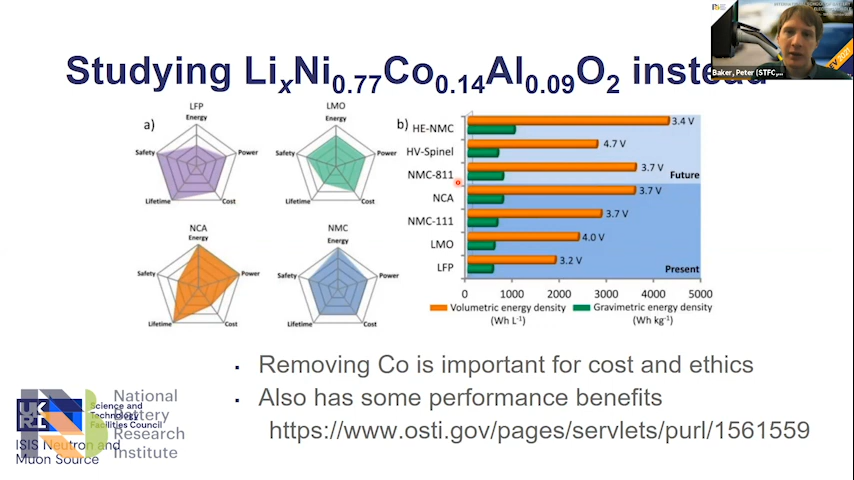 Studying LixNi0.77Co0.14Al0.09O2 instead
Baker, Peter (STFC,
a)
LFP
Energy
Safety
Power
Lifetime
Cost
LMO
Energy
Safety
Power
Lifetime
Cost
NCA
Energy
Safety
Power
Lifetime
Cost
NMC
Energy
Safety
Power
Lifetime
Cost
b)
HE-NMC
3.4 V
HV-Spinel
4.7 V
NMC-811
3.7 V
Future
NCA
3.7 V
NMC-111
3.7 V
LMO
4.0 V
LFP
3.2 V
Present
0 1000 2000 3000 4000 5000
Volumetric energy density
(Wh L-1)
Gravimetric energy density
(Wh kg-1)
▪ Removing Co is important for cost and ethics
▪ Also has some performance benefits
https://www.osti.gov/pages/servlets/purl/1561559
UKRI
Science and
Technology
Facilities Council
ISIS Neutron and
Muon Source
National
Battery
Research
Institute